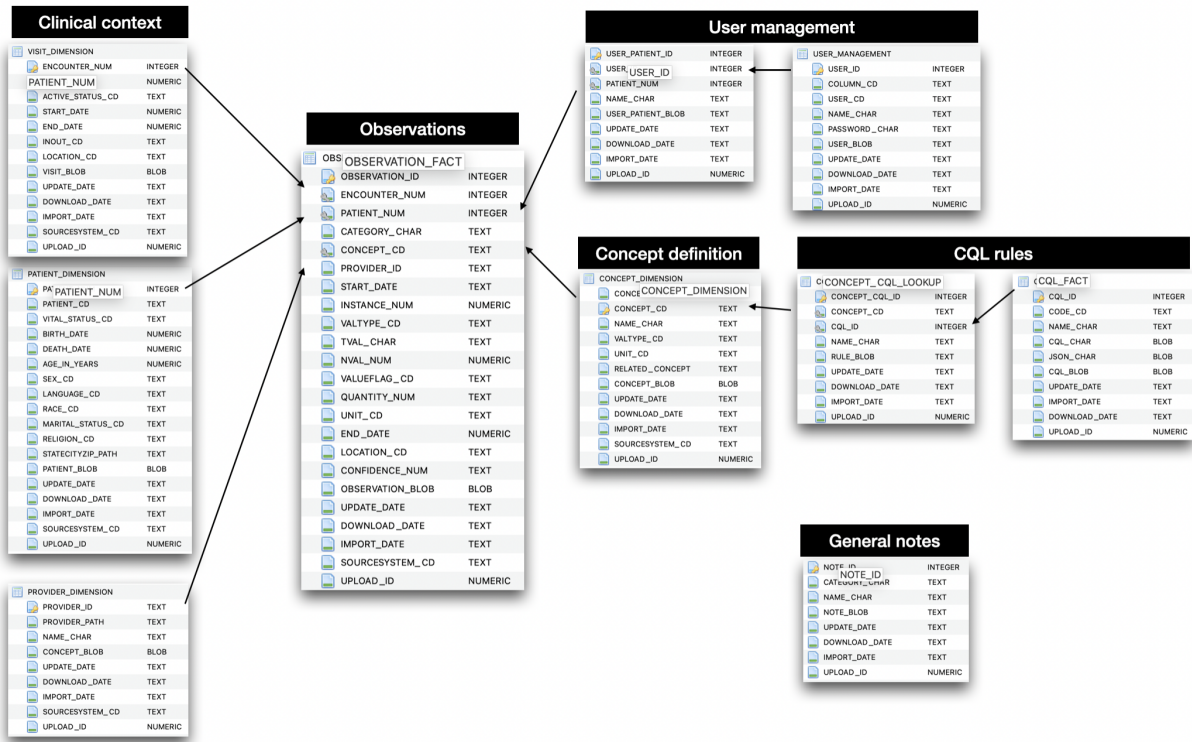 Clinical context
VISIT_DIMENSION
ENCOUNTER_NUM INTEGER
PATIENT_NUM NUMERIC
ACTIVE_STATUS_CD TEXT
START_DATE NUMERIC
END_DATE NUMERIC
INOUT_CD TEXT
LOCATION_CD TEXT
VISIT_BLOB BLOB
UPDATE_DATE TEXT
DOWNLOAD_DATE TEXT
IMPORT_DATE TEXT
SOURCESYSTEM_CD TEXT
UPLOAD_ID NUMERIC
PATIENT_DIMENSION
PATIENT_NUM INTEGER
PATIENT_CD TEXT
VITAL_STATUS_CD TEXT
BIRTH_DATE NUMERIC
DEATH_DATE NUMERIC
AGE_IN_YEARS NUMERIC
SEX_CD TEXT
LANGUAGE_CD TEXT
RACE_CD TEXT
MARITAL_STATUS_CD TEXT
RELIGION_CD TEXT
STATECITYZIP_PATH TEXT
PATIENT_BLOB BLOB
UPDATE_DATE TEXT
DOWNLOAD_DATE TEXT
IMPORT_DATE TEXT
SOURCESYSTEM_CD TEXT
UPLOAD_ID NUMERIC
PROVIDER_DIMENSION
PROVIDER_ID TEXT
PROVIDER_PATH TEXT
NAME_CHAR TEXT
CONCEPT_BLOB BLOB
UPDATE_DATE TEXT
DOWNLOAD_DATE TEXT
IMPORT_DATE TEXT
SOURCESYSTEM_CD TEXT
UPLOAD_ID NUMERIC
Observations
OBSERVATION_FACT
OBSERVATION_ID INTEGER
ENCOUNTER_NUM INTEGER
PATIENT_NUM INTEGER
CATEGORY_CHAR TEXT
CONCEPT_CD TEXT
PROVIDER_ID TEXT
START_DATE TEXT
INSTANCE_NUM NUMERIC
VALTYPE_CD TEXT
TVAL_CHAR TEXT
NVAL_NUM NUMERIC
VALUEFLAG_CD TEXT
QUANTITY_NUM TEXT
UNIT_CD TEXT
END_DATE NUMERIC
LOCATION_CD TEXT
CONFIDENCE_NUM TEXT
OBSERVATION_BLOB BLOB
UPDATE_DATE TEXT
DOWNLOAD_DATE TEXT
IMPORT_DATE TEXT
SOURCESYSTEM_CD TEXT
UPLOAD_ID NUMERIC
User management
USER_PATIENT_ID INTEGER
USER_ID INTEGER
PATIENT_NUM INTEGER
NAME_CHAR TEXT
USER_PATIENT_BLOB TEXT
UPDATE_DATE TEXT
DOWNLOAD_DATE TEXT
IMPORT_DATE TEXT
UPLOAD_ID NUMERIC
USER_MANAGEMENT
USER_ID INTEGER
COLUMN_CD TEXT
USER_CD TEXT
NAME_CHAR TEXT
PASSWORD_CHAR TEXT
USER_BLOB TEXT
UPDATE_DATE TEXT
DOWNLOAD_DATE TEXT
IMPORT_DATE TEXT
UPLOAD_ID NUMERIC
Concept definition
CONCEPT_DIMENSION
CONCEPT_DIMENSION TEXT
CONCEPT_CD TEXT
NAME_CHAR TEXT
VALTYPE_CD TEXT
UNIT_CD TEXT
RELATED_CONCEPT TEXT
CONCEPT_BLOB BLOB
UPDATE_DATE TEXT
DOWNLOAD_DATE TEXT
IMPORT_DATE TEXT
SOURCESYSTEM_CD TEXT
UPLOAD_ID NUMERIC
CQL rules
CONCEPT_CQL_LOOKUP
CONCEPT_CQL_ID INTEGER
CONCEPT_CD TEXT
CQL_ID INTEGER
NAME_CHAR TEXT
RULE_BLOB TEXT
UPDATE_DATE TEXT
DOWNLOAD_DATE TEXT
IMPORT_DATE TEXT
UPLOAD_ID NUMERIC
CQL_FACT
CQL_ID INTEGER
CODE_CD TEXT
NAME_CHAR TEXT
CQL_CHAR BLOB
JSON_CHAR BLOB
CQL_BLOB BLOB
UPDATE_DATE TEXT
IMPORT_DATE TEXT
DOWNLOAD_DATE TEXT
UPLOAD_ID NUMERIC
General notes
NOTE_ID INTEGER
NOTE_ID
CATEGORY_CHAR TEXT
NAME_CHAR TEXT
NOTE_BLOB TEXT
UPDATE_DATE TEXT
DOWNLOAD_DATE TEXT
IMPORT_DATE TEXT
UPLOAD_ID NUMERIC